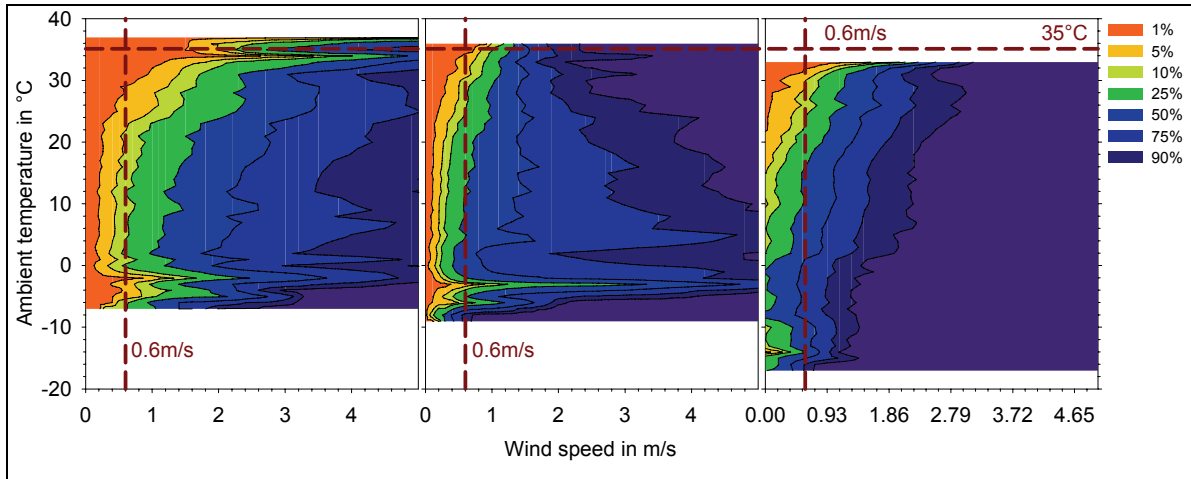 40
30
20
10
0
-10
-20
Ambient temperature in °C
0.6m/s
0.6m/s
0.6m/s
35°C
1%
5%
10%
25%
50%
75%
90%
0 1 2 3 4 0 1 2 3 4 0.00 0.93 1.86 2.79 3.72 4.65
Wind speed in m/s